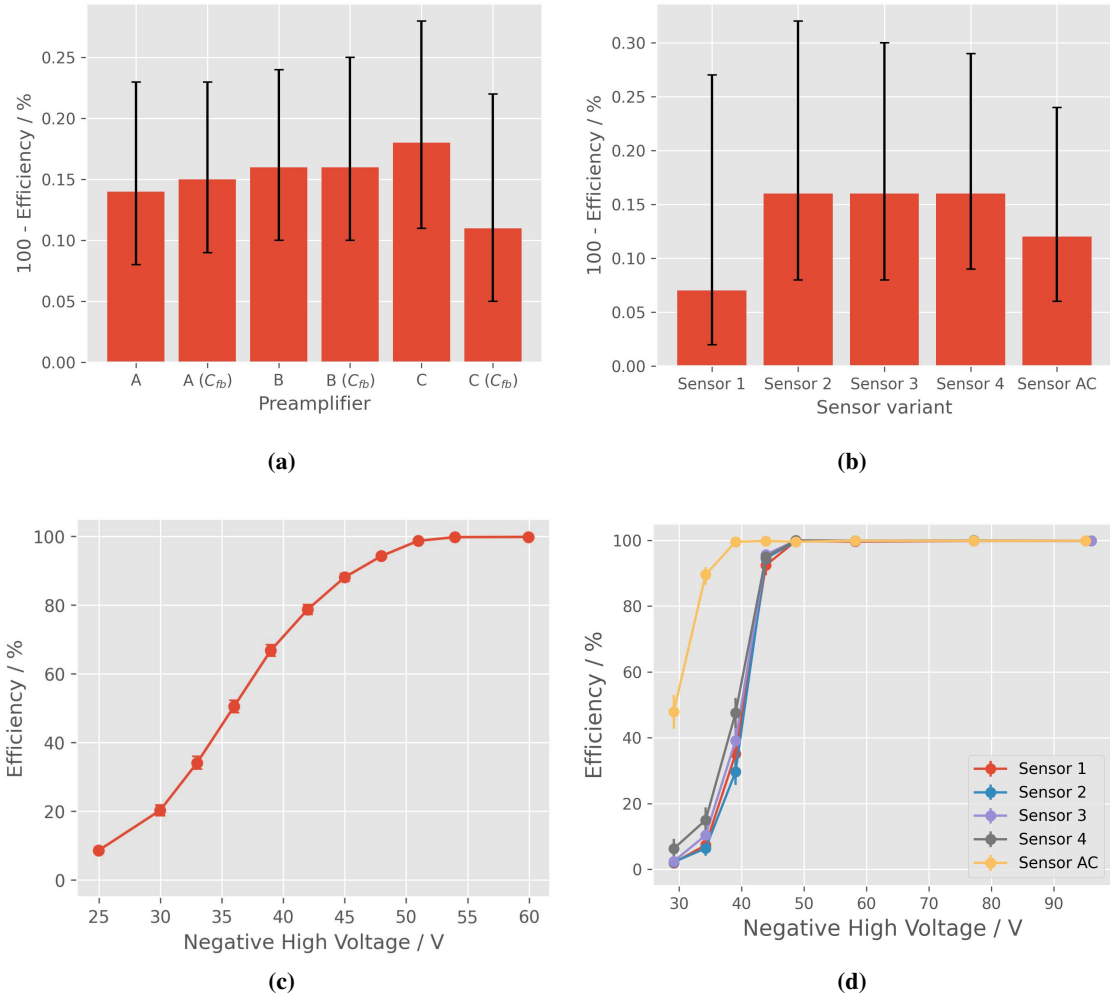 100 - Efficiency / %
0.25
0.20
0.15
0.10
0.05
0.00
A A (C_fb) B B (C_fb) C C (C_fb)
Preamplifier
(a)
100 - Efficiency / %
0.30
0.25
0.20
0.15
0.10
0.05
0.00
Sensor 1 Sensor 2 Sensor 3 Sensor 4 Sensor AC
Sensor variant
(b)
Efficiency / %
100
80
60
40
20
0
25 30 35 40 45 50 55 60
Negative High Voltage / V
(c)
Efficiency / %
100
80
60
40
20
0
Sensor 1
Sensor 2
Sensor 3
Sensor 4
Sensor AC
30 40 50 60 70 80 90
Negative High Voltage / V
(d)